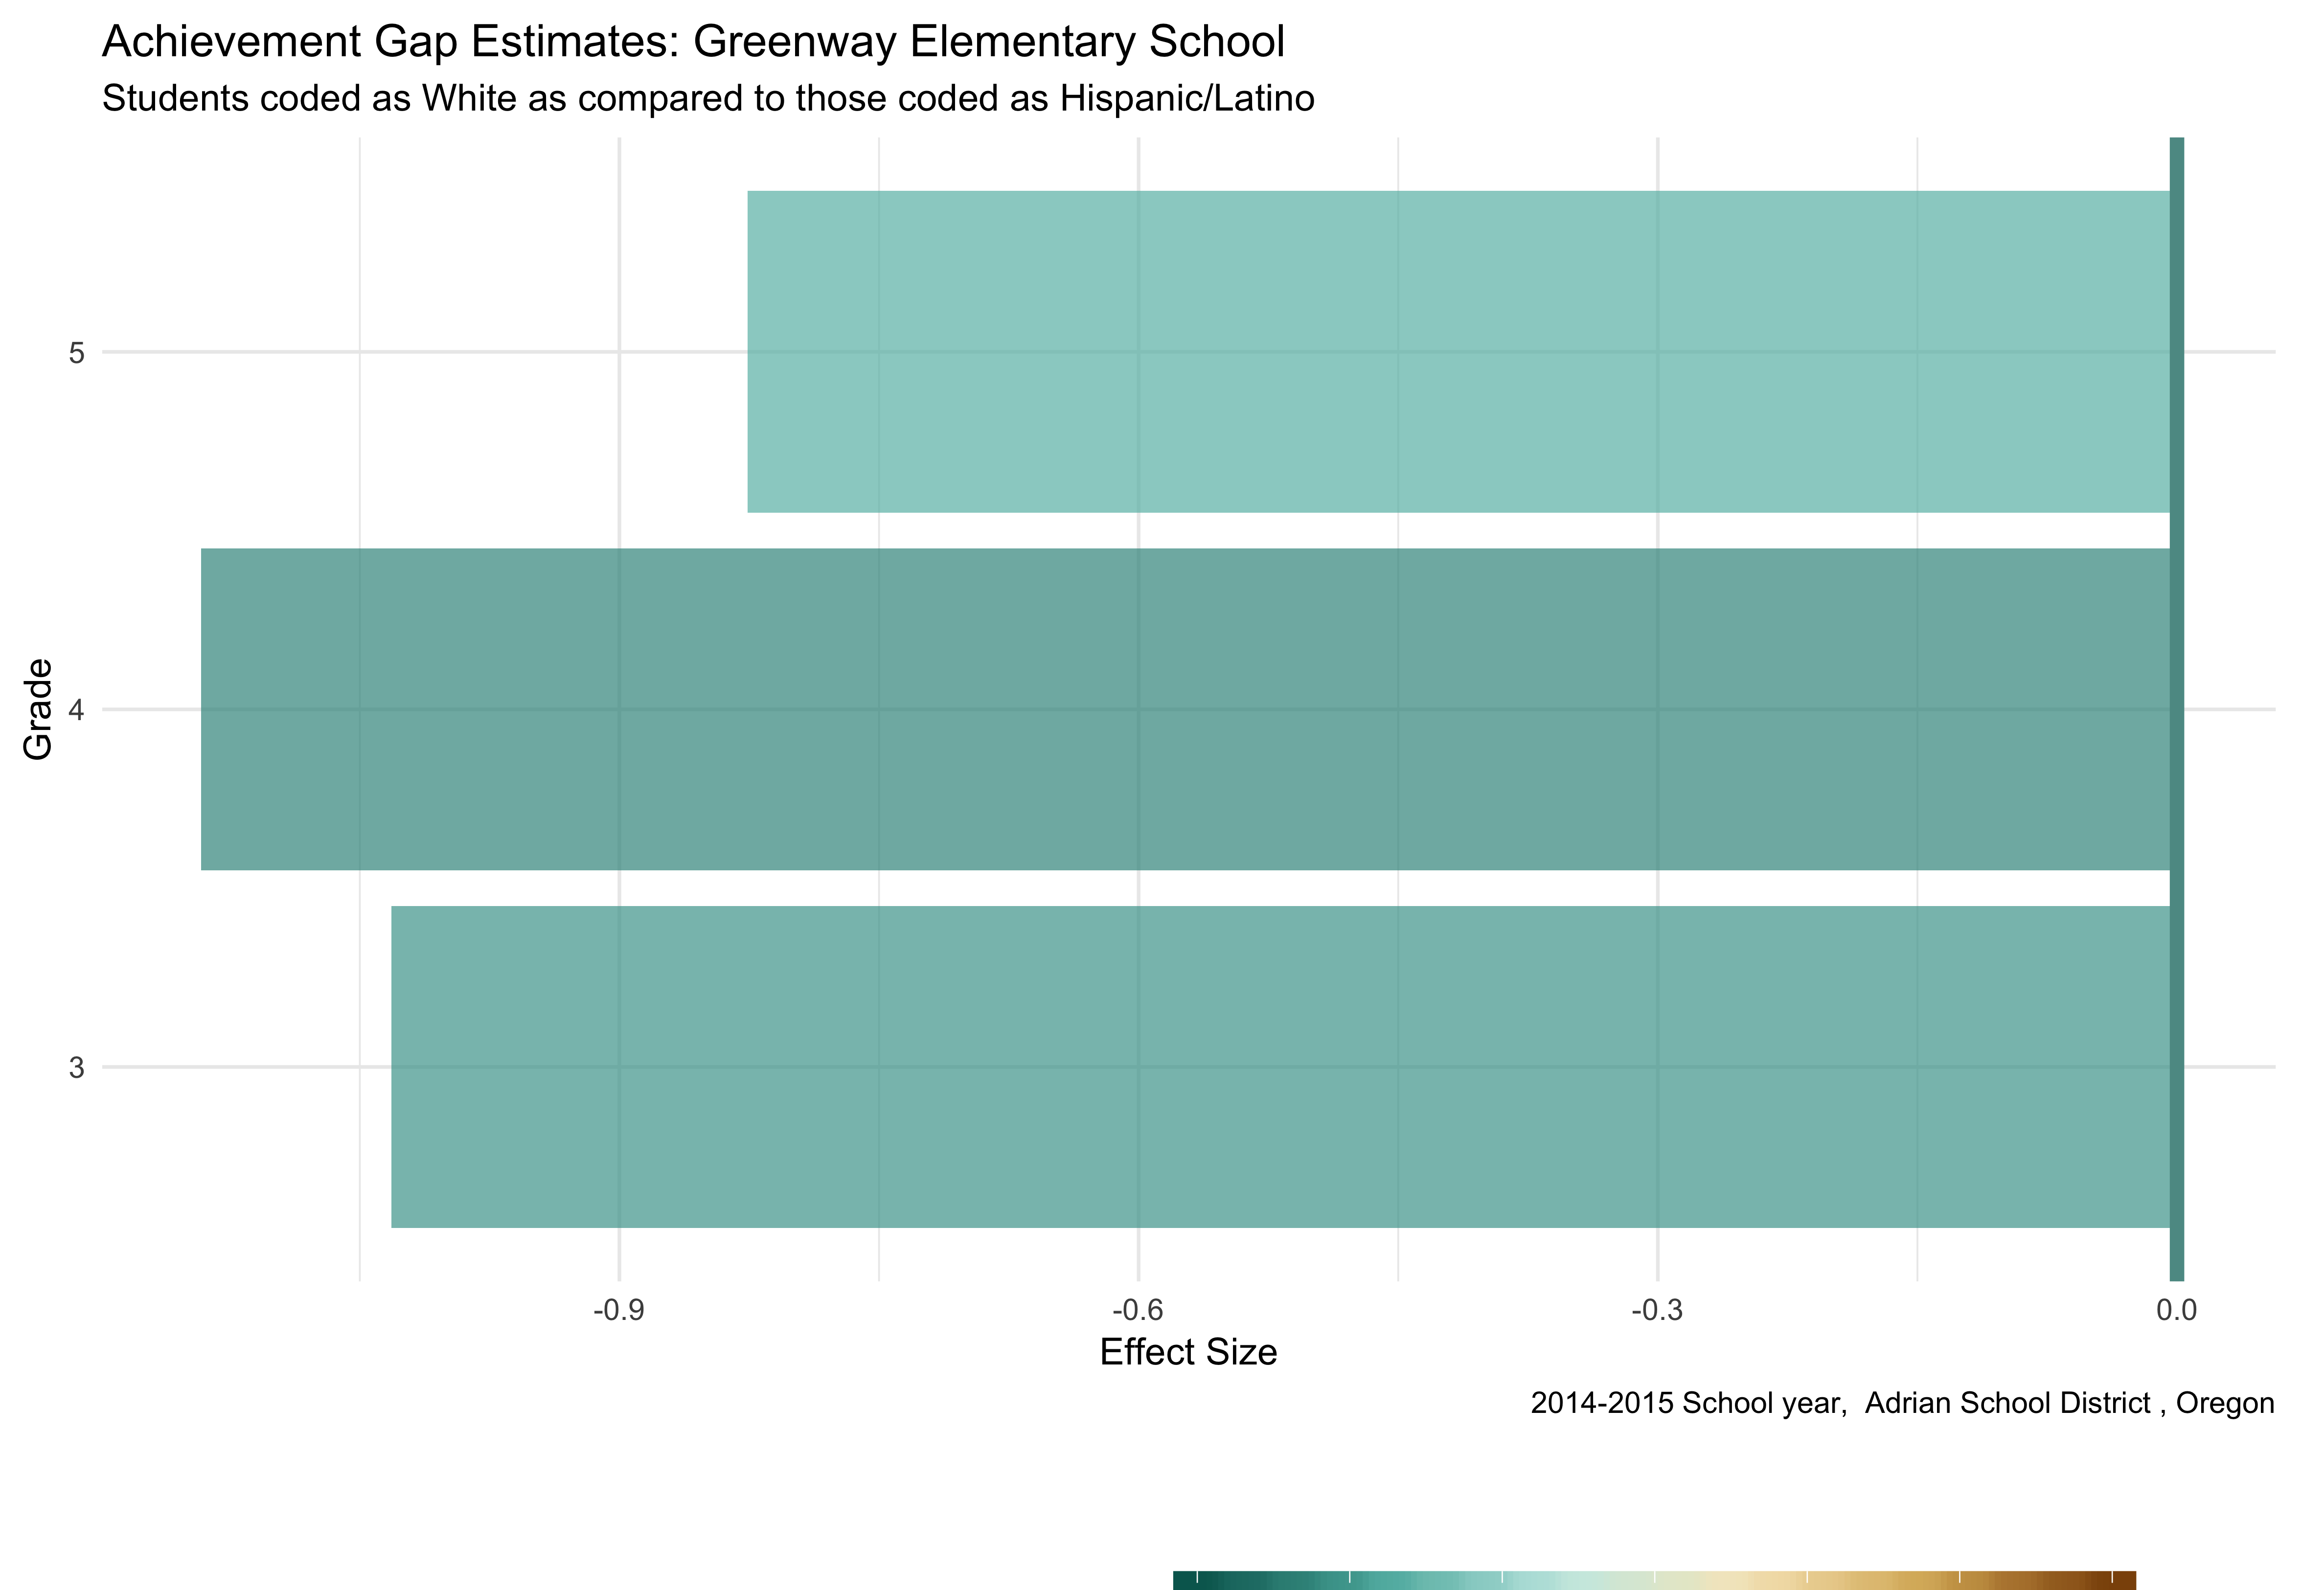 Achievement Gap Estimates: Greenway Elementary School
Students coded as White as compared to those coded as Hispanic/Latino
5
4
3
Grade
-0.9 -0.6 -0.3 0.0
Effect Size
2014-2015 School year,  Adrian School District , Oregon